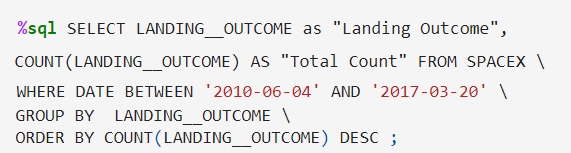 %sql SELECT LANDING__OUTCOME as "Landing Outcome",
COUNT(LANDING__OUTCOME) AS "Total Count" FROM SPACEX \
WHERE DATE BETWEEN '2010-06-04' AND '2017-03-20' \
GROUP BY  LANDING__OUTCOME \
ORDER BY COUNT(LANDING__OUTCOME) DESC ;